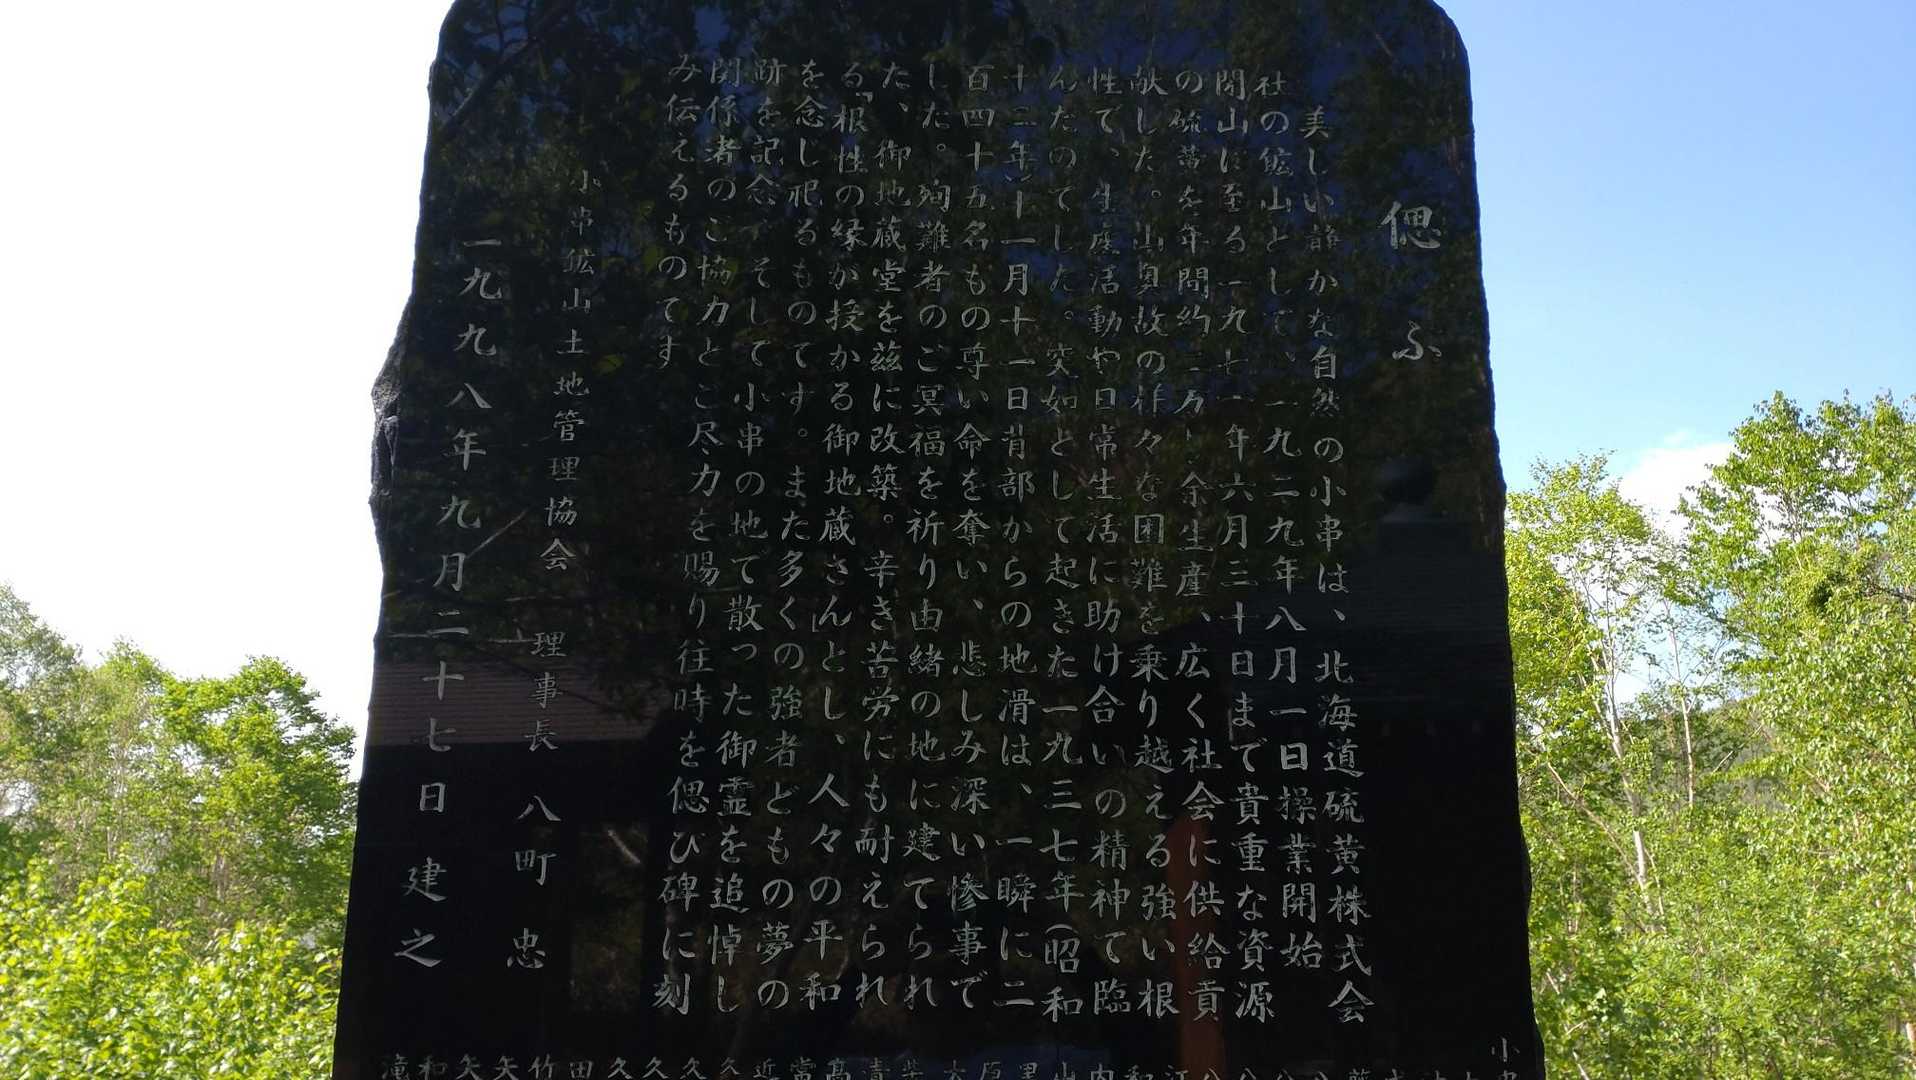 偲ぶ
美しい静かな自然の小串は、北海道硫黄株式会
社の鉱山として、一九二九年八月一日操業開始
閉山に至る一九七一年六月三十日まで貴重な資源
の硫黄を年間約二万、余生産、広く社会に供給貢
献した。山奥故の様々な困難を乗り越える強い根
性で、生産活動や日常生活に助け合いの精神で臨
んだのでした。突如として起きた一九三七年(昭和
十二年)十一月十一日昔部からの地滑は、一瞬に二
百四十五名もの尊い命を奪い、悲しみ深い惨事で
した。殉難者のご冥福を祈り由緒の地に建てられ
た、御地蔵堂を茲に改築。辛き苦労にも耐えられ
る「根性の縁が授かる御地蔵さん」とし、人々の平和
を念し祀るものです。また多くの強者どもの夢の
跡を記念、そして小串の地で散った御霊を追悼し
関係者のご協力とご尽力を賜り往時を偲び碑に刻
み伝えるものです
小串鉱山土地管理協会 理事長 八町 忠
一九九八年九月二十七日 建之